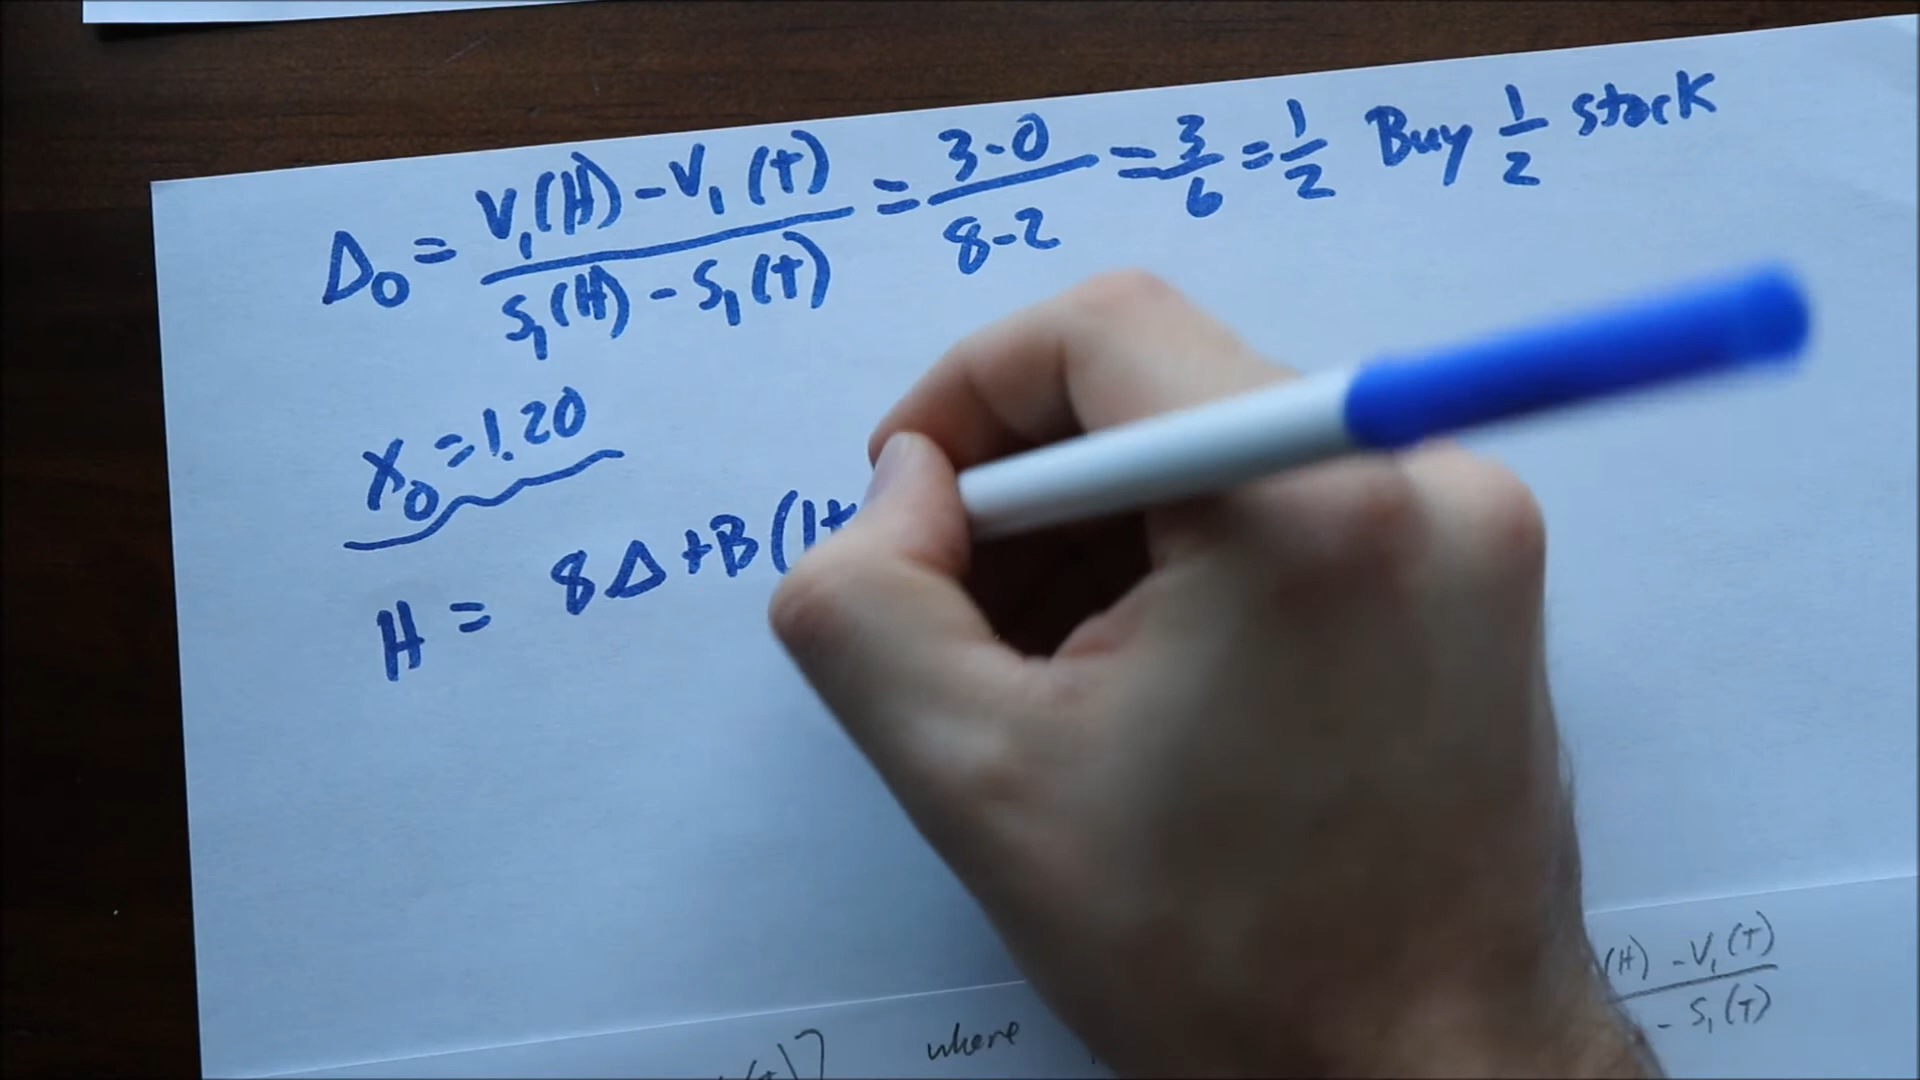 Δ₀ = (V₁(H) - V₁(T)) / (S₁(H) - S₁(T)) = (3-0) / (8-2) = 3/6 = 1/2 Buy 1/2 stock
X₀ = 1.20
H = 8Δ + B(1+
(H) - V₁(T)
- S₁(T)
where